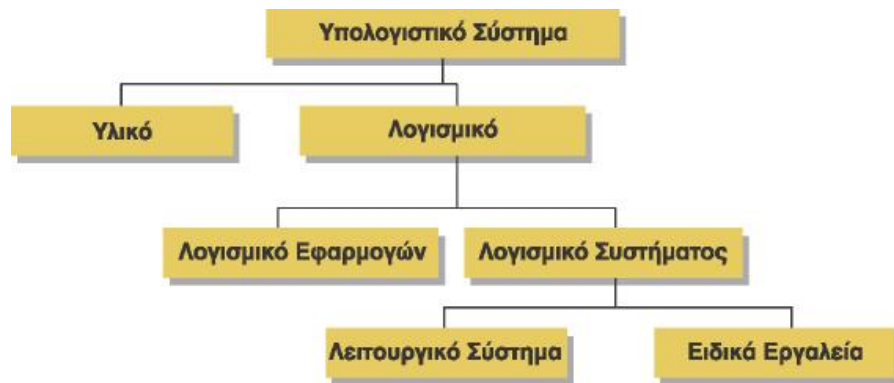 Υπολογιστικό Σύστημα
Υλικό
Λογισμικό
Λογισμικό Εφαρμογών
Λογισμικό Συστήματος
Λειτουργικό Σύστημα
Ειδικά Εργαλεία